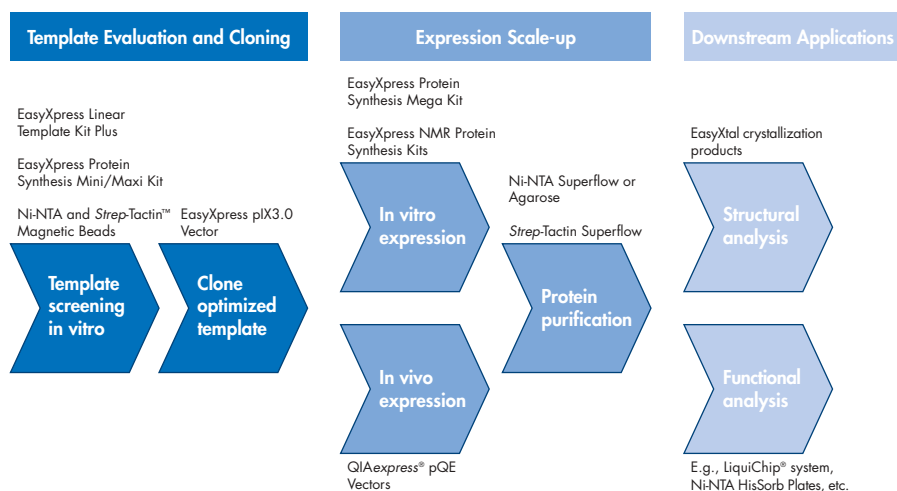 Template Evaluation and Cloning
Expression Scale-up
Downstream Applications
EasyXpress Linear
Template Kit Plus
EasyXpress Protein
Synthesis Mini/Maxi Kit
Ni-NTA and Strep-Tactin™
Magnetic Beads
EasyXpress pIX3.0
Vector
Template
screening
in vitro
Clone
optimized
template
EasyXpress Protein
Synthesis Mega Kit
EasyXpress NMR Protein
Synthesis Kits
In vitro
expression
Ni-NTA Superflow or
Agarose
Strep-Tactin Superflow
Protein
purification
In vivo
expression
QIAexpress® pQE
Vectors
EasyXtal crystallization
products
Structural
analysis
Functional
analysis
E.g., LiquiChip® system,
Ni-NTA HisSorb Plates, etc.